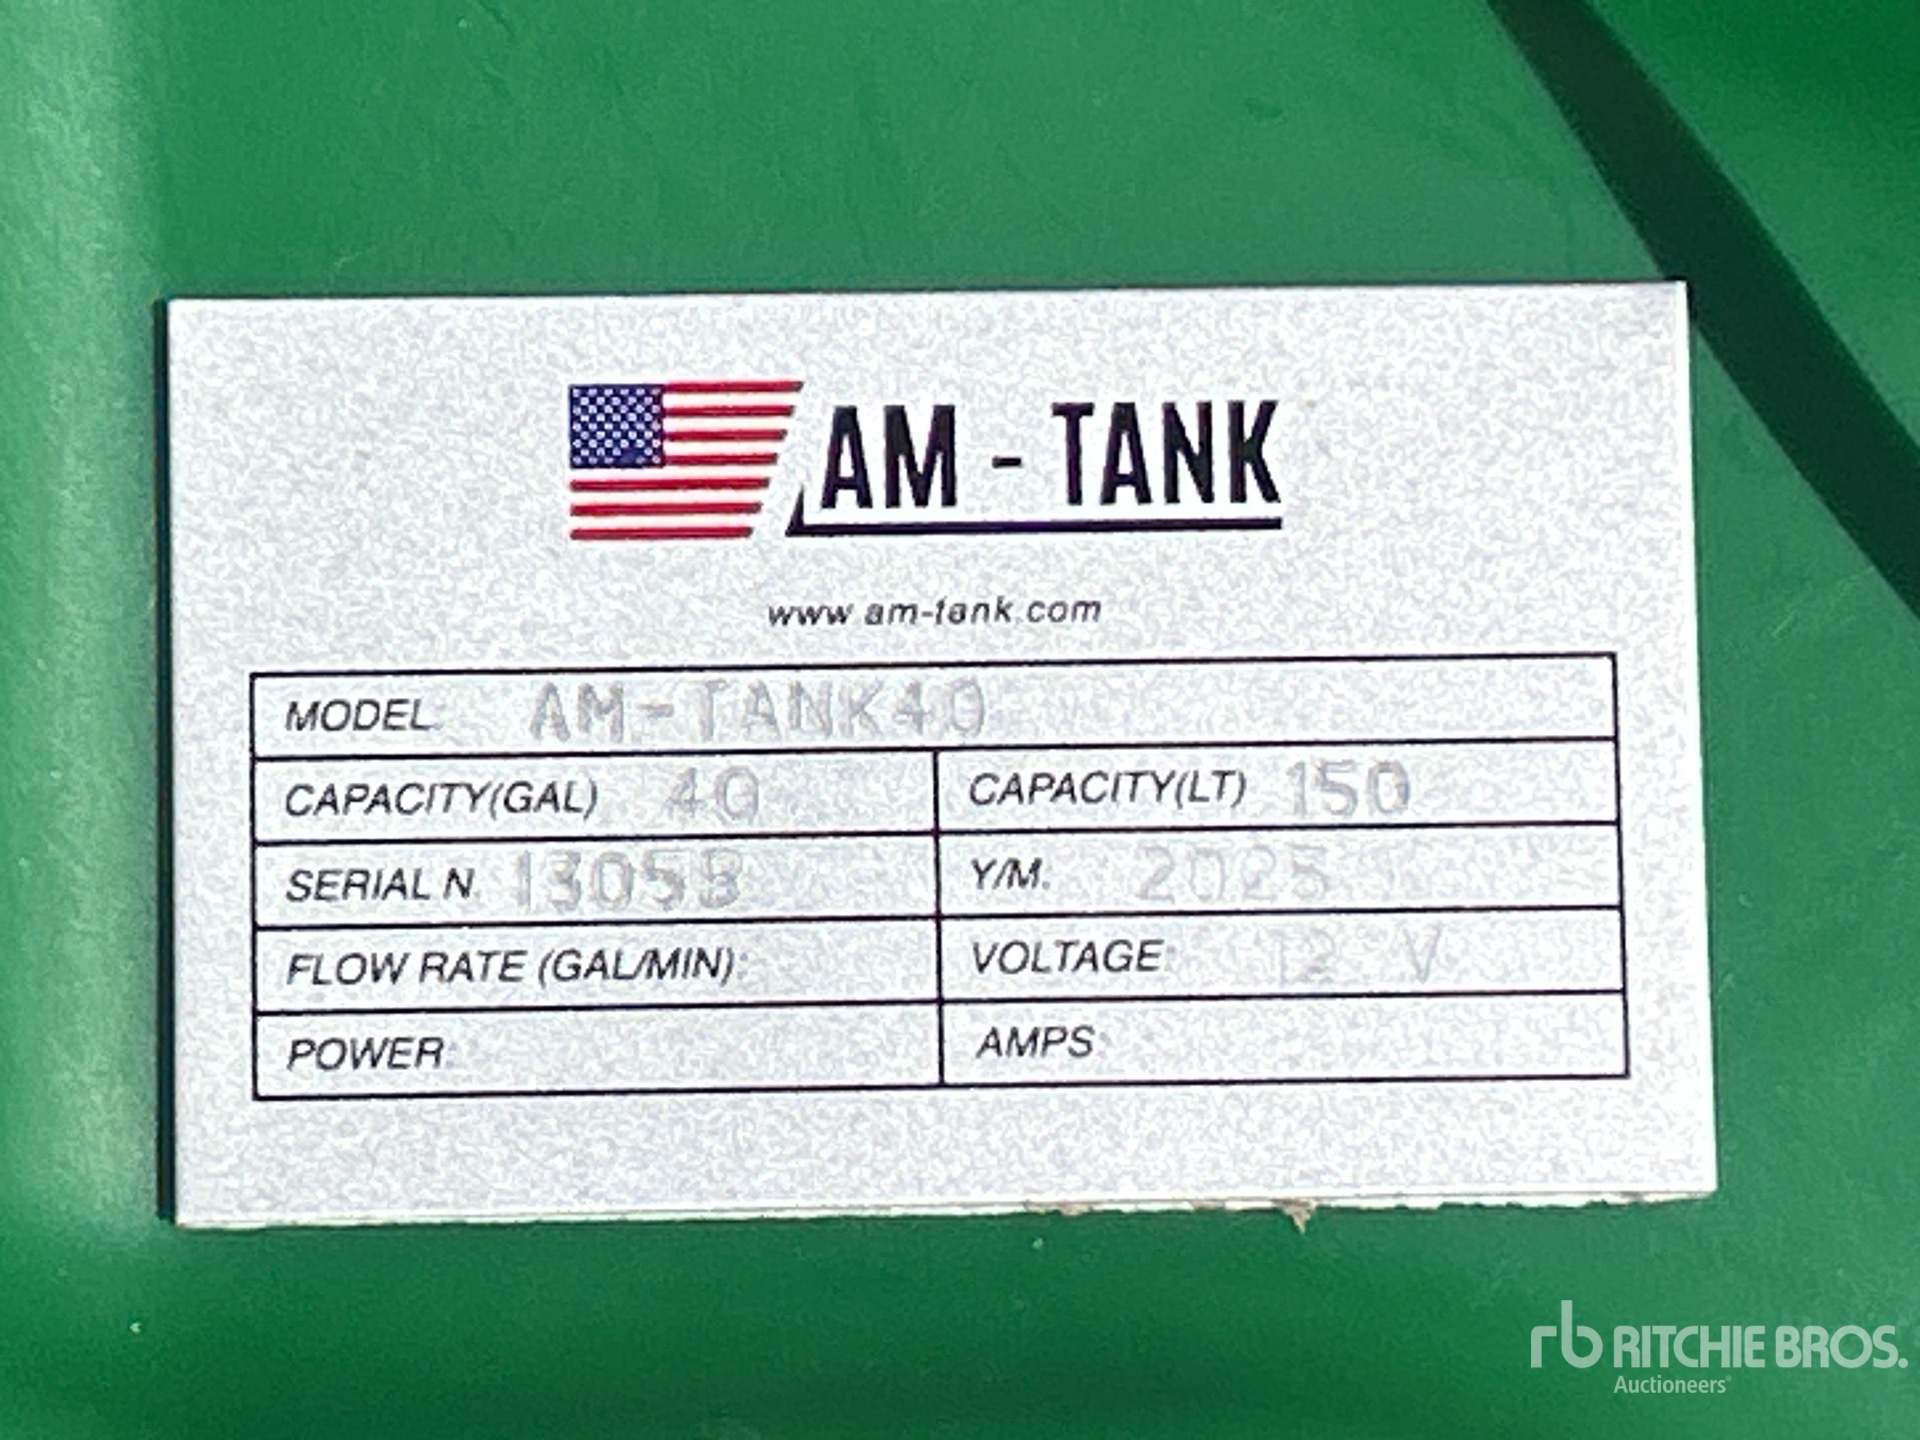 AM - TANK
www.am-tank.com
MODEL: AM-TANK40
CAPACITY(GAL) 40 CAPACITY(LT) 150
SERIAL N. Y/M. 2025
FLOW RATE (GAL/MIN): VOLTAGE: 12 V
POWER: AMPS:
rb RITCHIE BROS.
Auctioneers